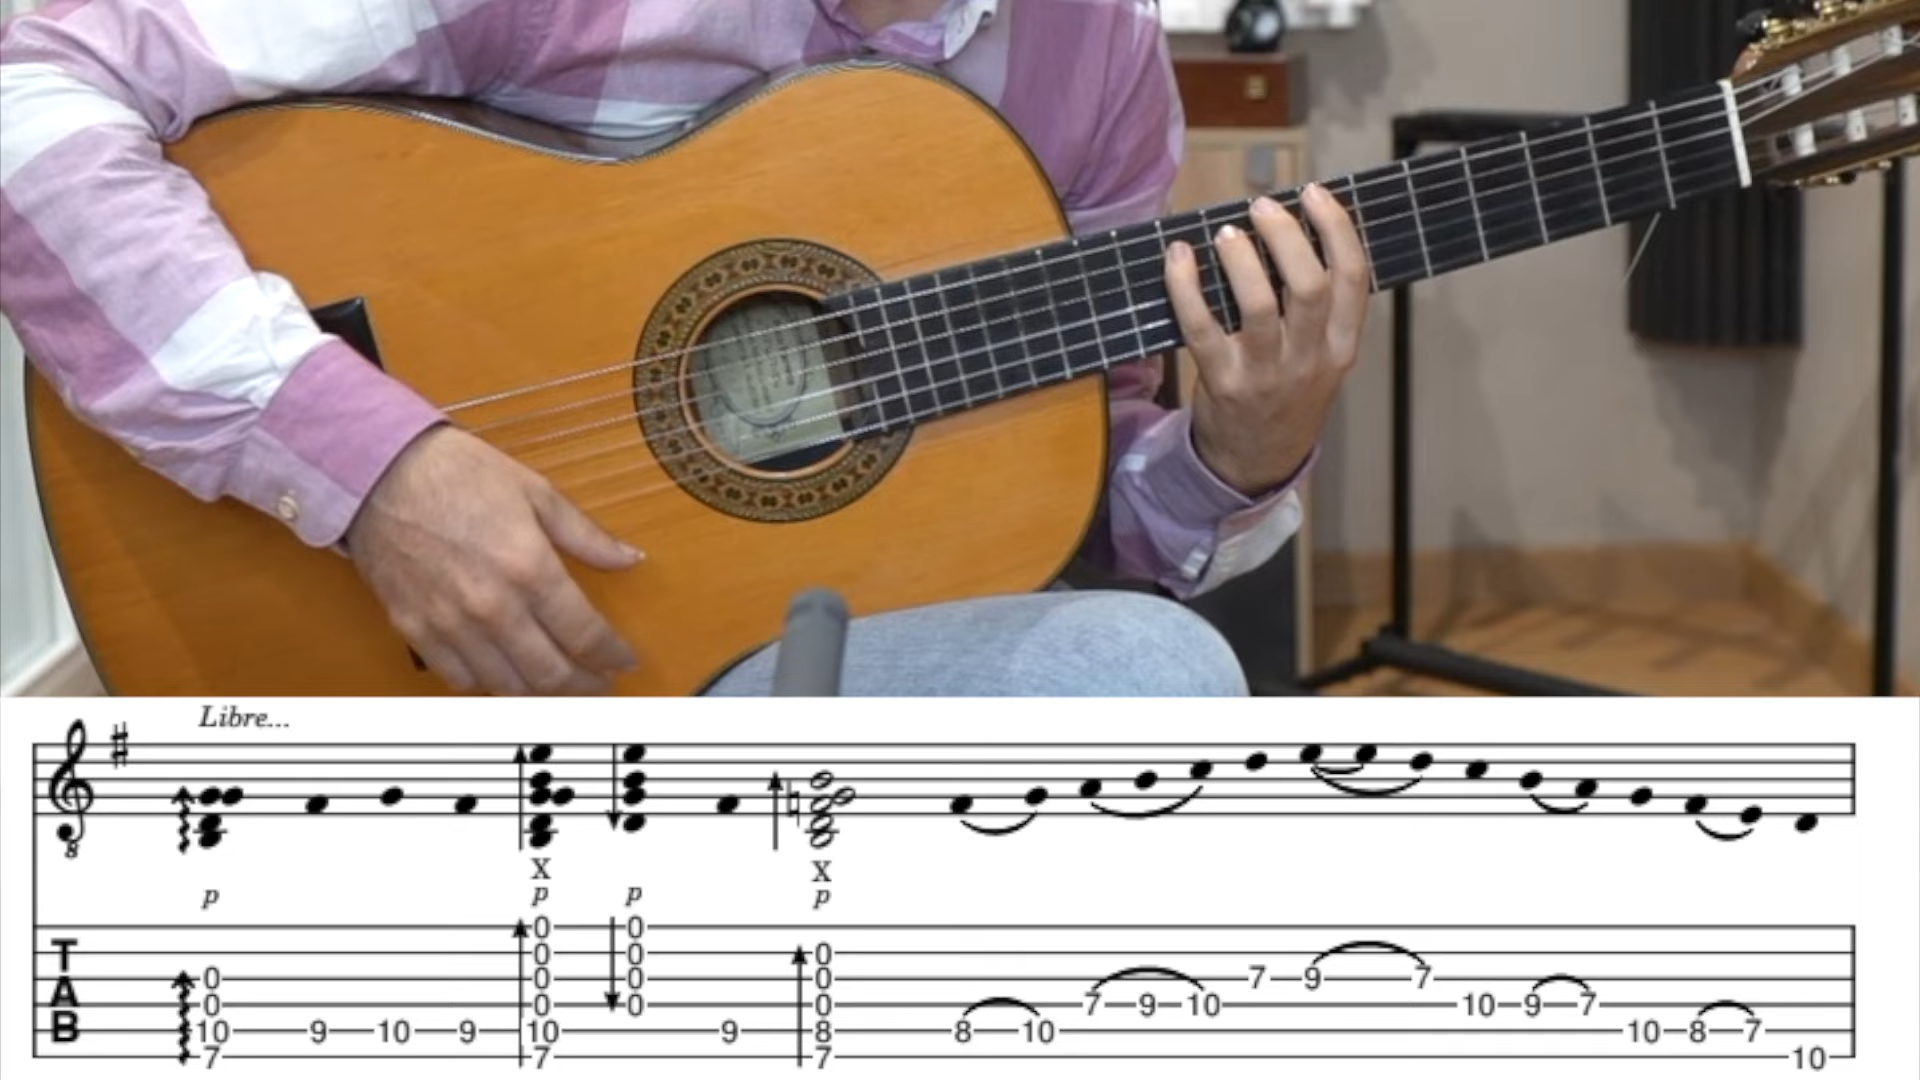 Libre...
8
X X
p p p p
0 0
0 0 0
T 0 0 0 0 7 9 7
A 0 0 0 0 7 9 10 10 9 7
B 10 9 10 9 10 9 8 8 10 10 8 7
7 7 7 10